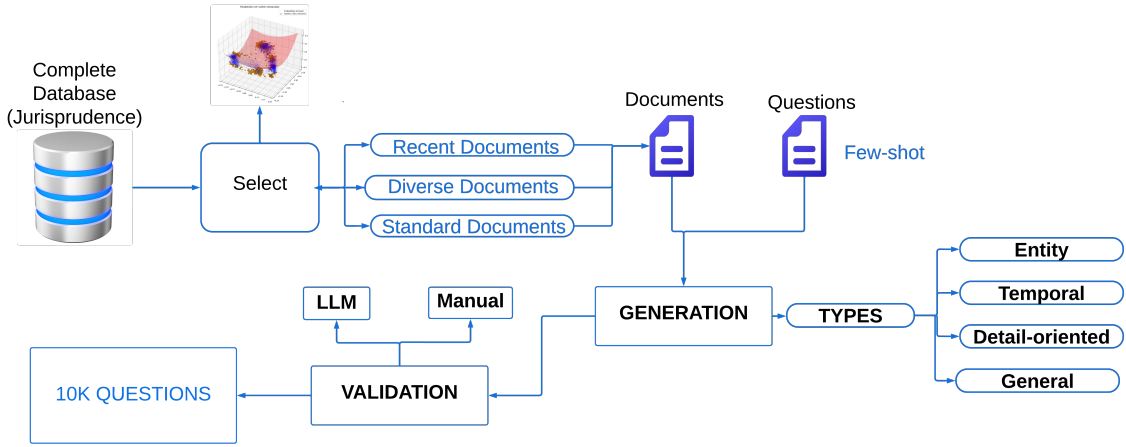 Complete
Database
(Jurisprudence)
Select
Recent Documents
Diverse Documents
Standard Documents
Documents
Questions
Few-shot
GENERATION
TYPES
Entity
Temporal
Detail-oriented
General
LLM
Manual
VALIDATION
10K QUESTIONS